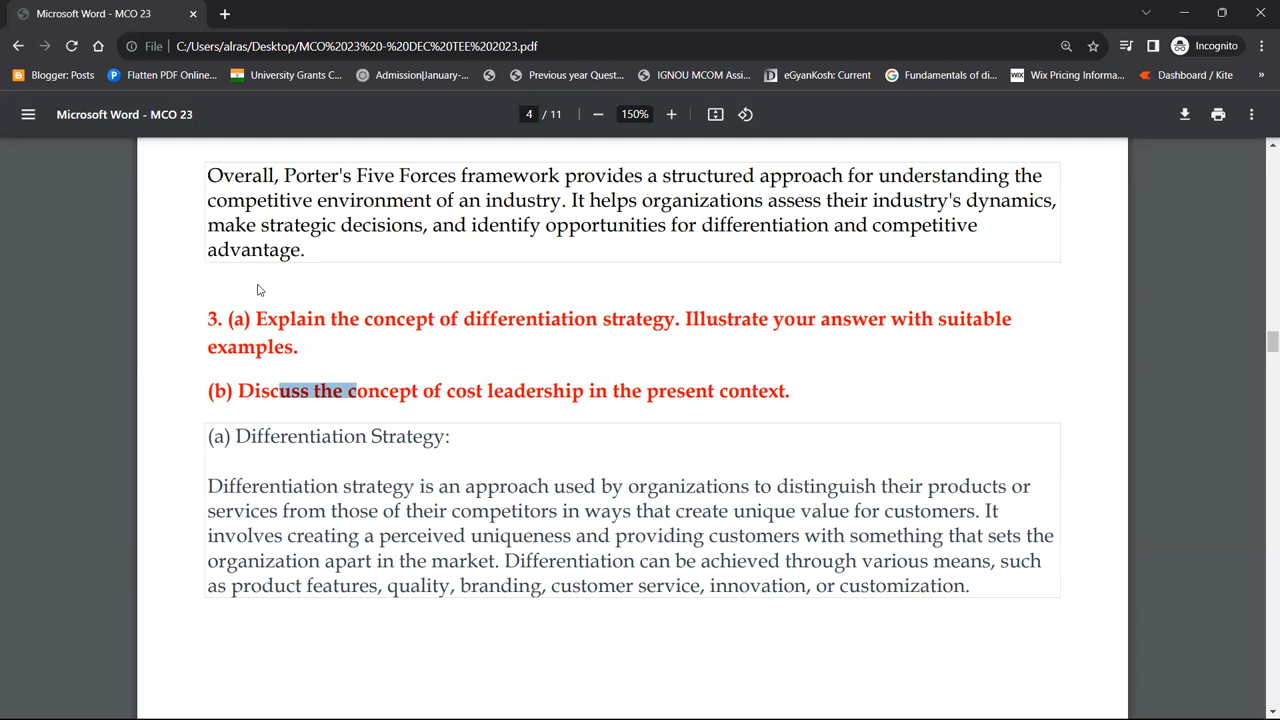 Microsoft Word - MCO 23
File
C:/Users/alras/Desktop/MCO%2023%20-%20DEC%20TEE%202023.pdf
Incognito
Blogger: Posts
Flatten PDF Online...
University Grants C...
Admission|January-...
Previous year Quest...
IGNOU MCOM Assi...
eGyanKosh: Current
Fundamentals of di...
Wix Pricing Informa...
Dashboard / Kite
»
Microsoft Word - MCO 23
4 / 11
150%
Overall, Porter's Five Forces framework provides a structured approach for understanding the
competitive environment of an industry. It helps organizations assess their industry's dynamics,
make strategic decisions, and identify opportunities for differentiation and competitive
advantage.
3. (a) Explain the concept of differentiation strategy. Illustrate your answer with suitable
examples.
(b) Discuss the concept of cost leadership in the present context.
(a) Differentiation Strategy:
Differentiation strategy is an approach used by organizations to distinguish their products or
services from those of their competitors in ways that create unique value for customers. It
involves creating a perceived uniqueness and providing customers with something that sets the
organization apart in the market. Differentiation can be achieved through various means, such
as product features, quality, branding, customer service, innovation, or customization.